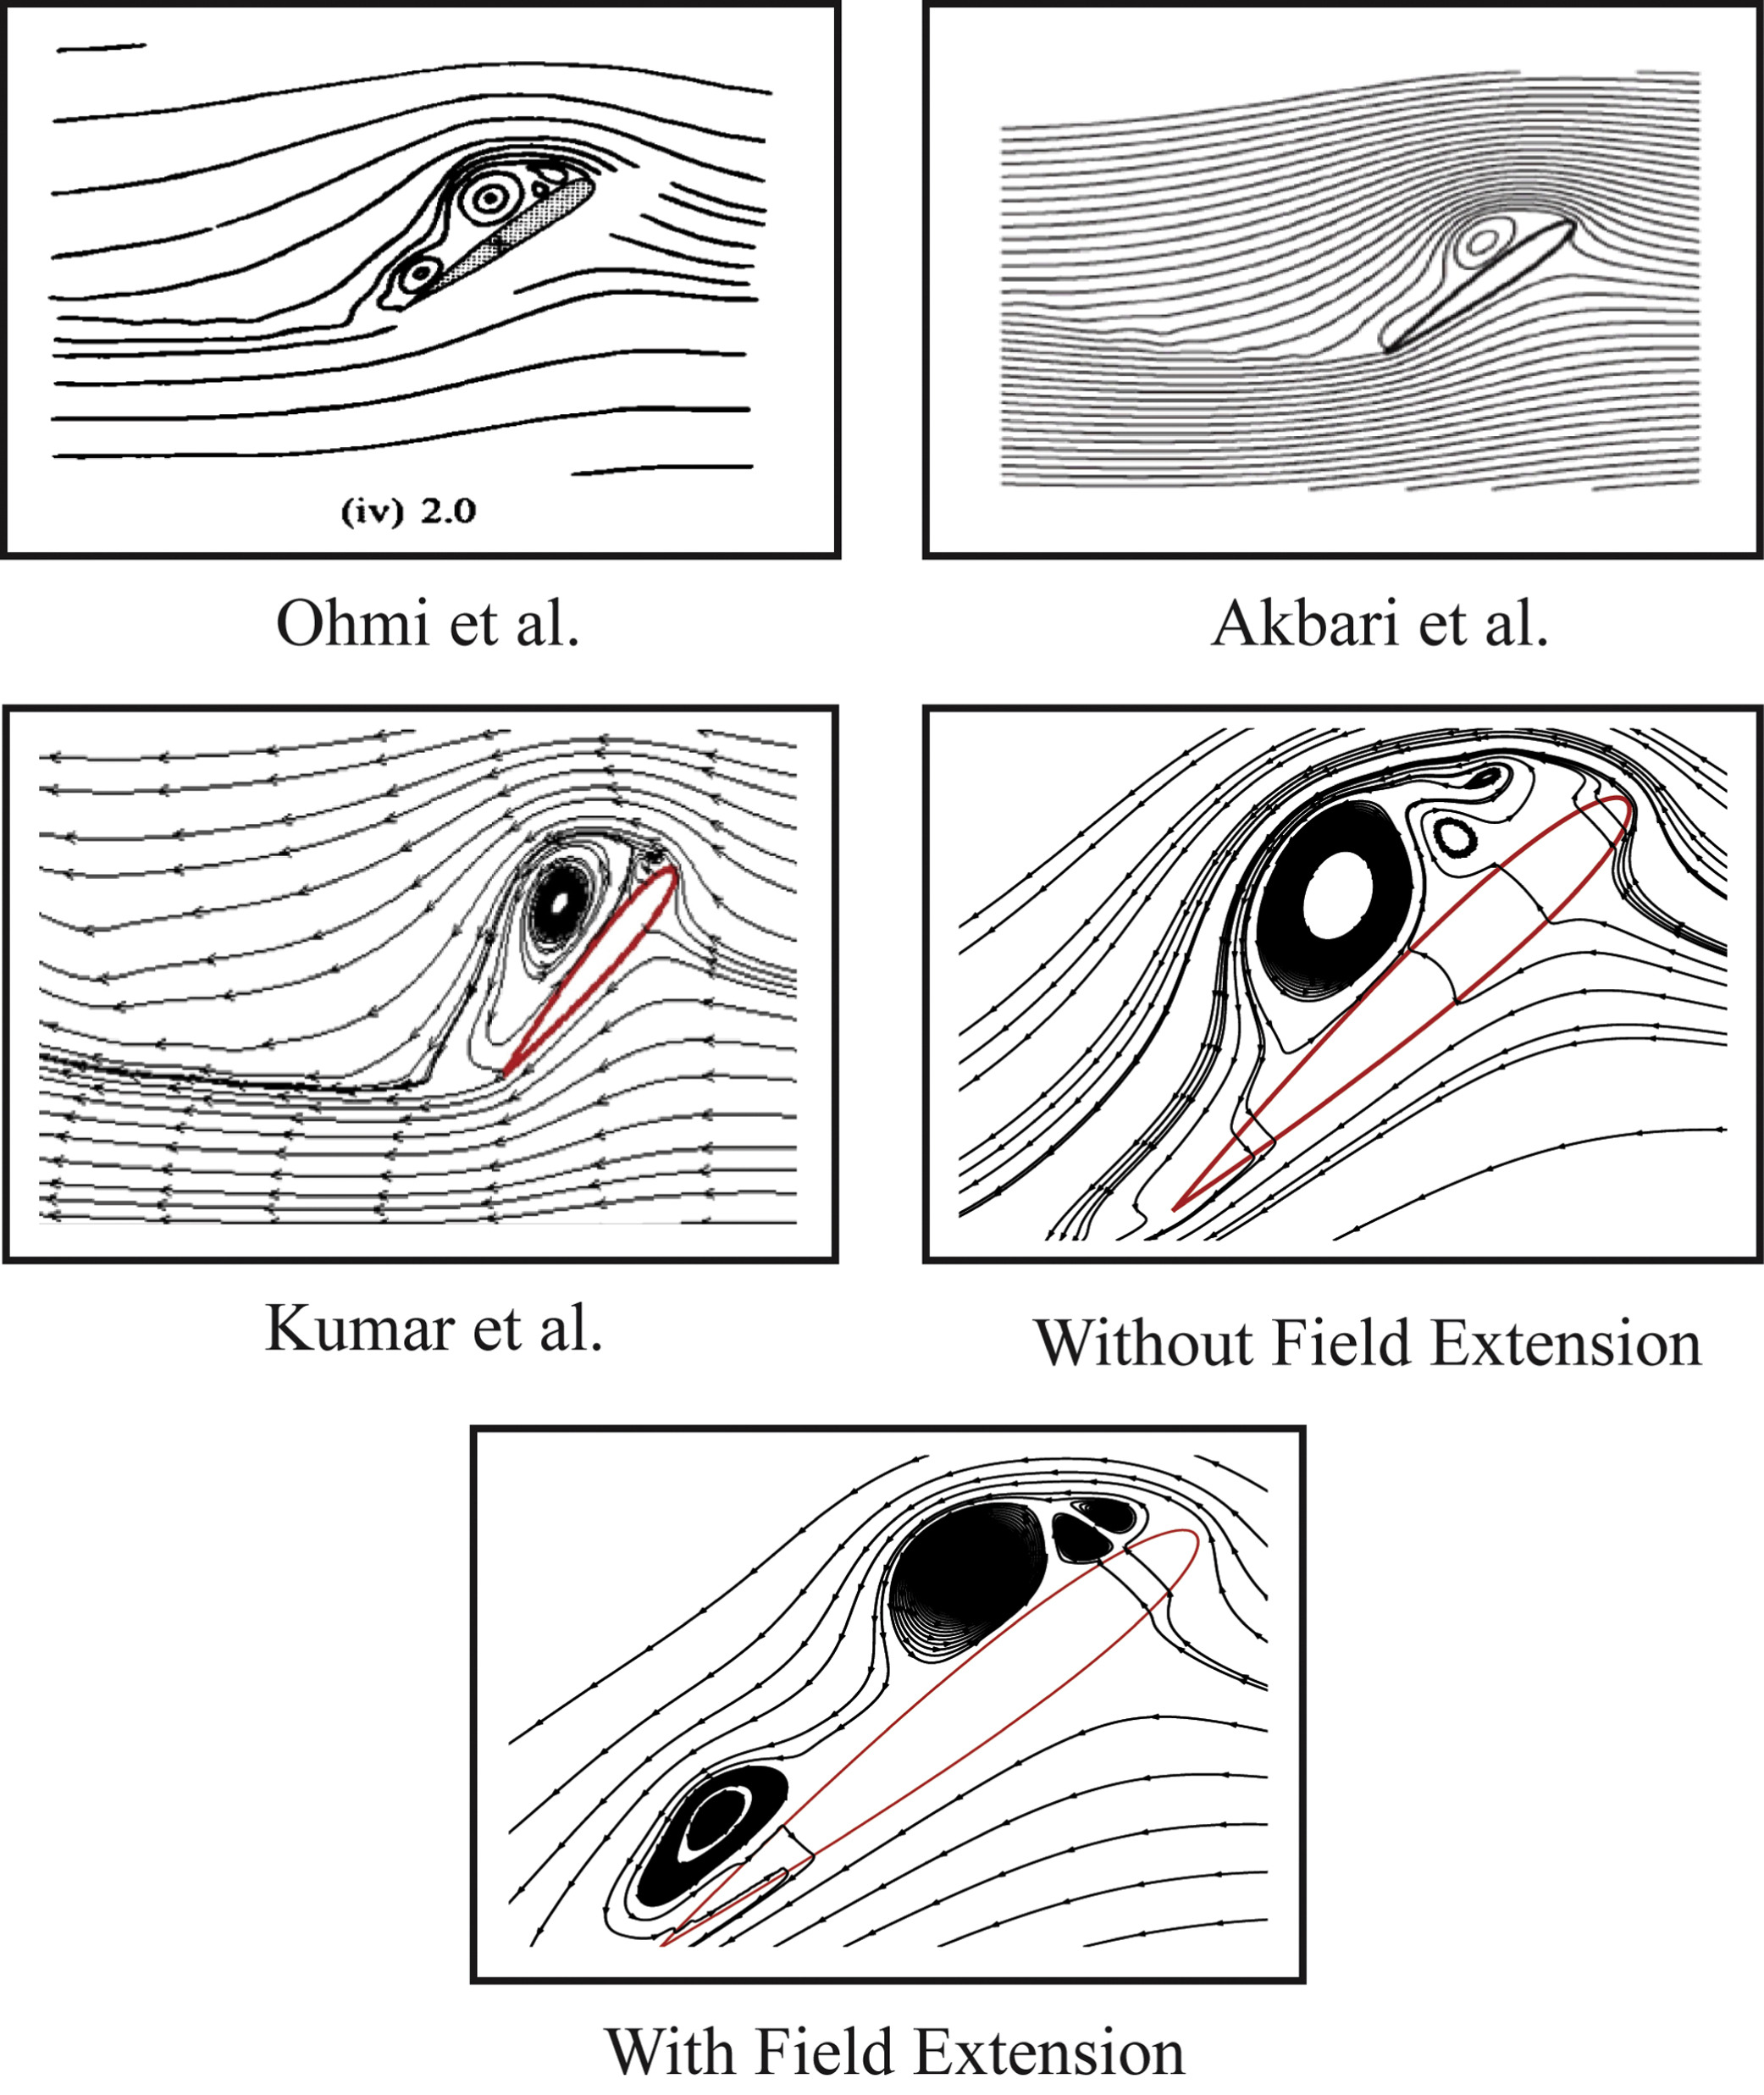 (iv) 2.0
Ohmi et al.
Akbari et al.
Kumar et al.
Without Field Extension
With Field Extension